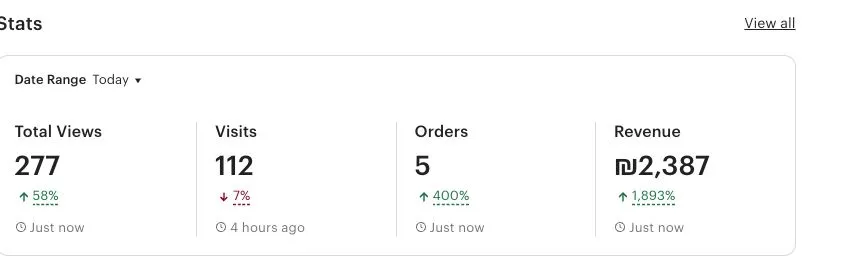 Stats
View all
Date Range Today
Total Views
277
58%
Just now
Visits
112
7%
4 hours ago
Orders
5
400%
Just now
Revenue
₪2,387
1,893%
Just now